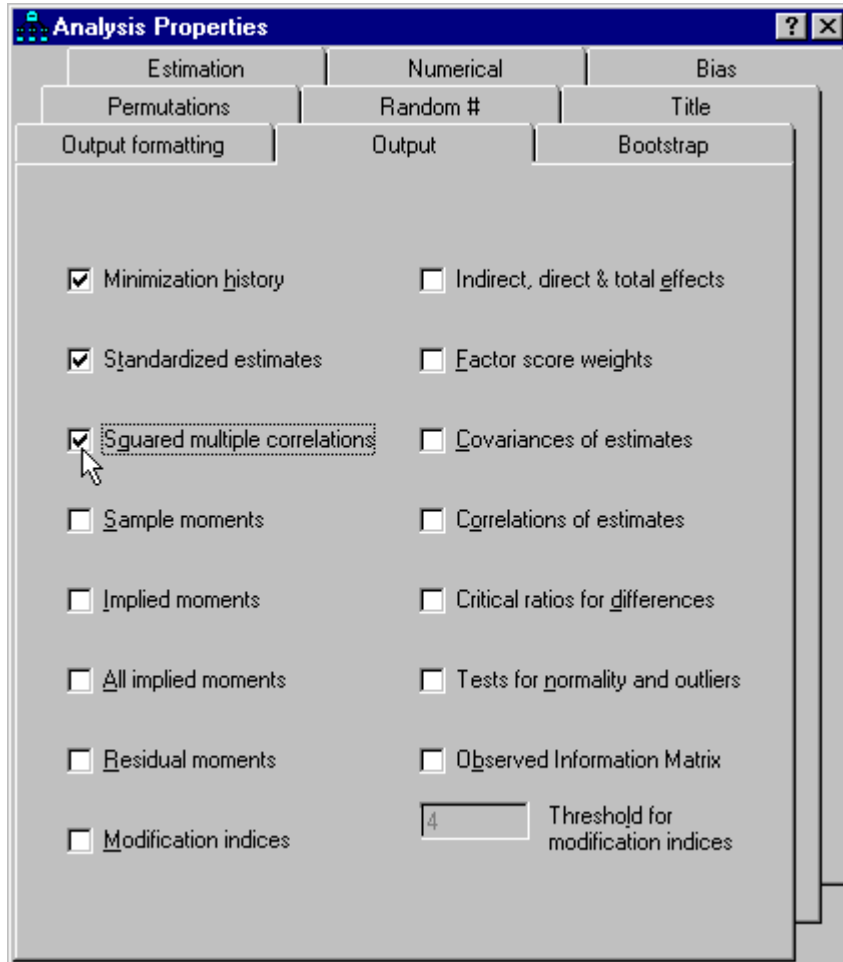 Analysis Properties
Estimation
Numerical
Bias
Permutations
Random #
Title
Output formatting
Output
Bootstrap
Minimization history
Standardized estimates
Squared multiple correlations
Sample moments
Implied moments
All implied moments
Residual moments
Modification indices
Indirect, direct & total effects
Factor score weights
Covariances of estimates
Correlations of estimates
Critical ratios for differences
Tests for normality and outliers
Observed Information Matrix
4
Threshold for
modification indices